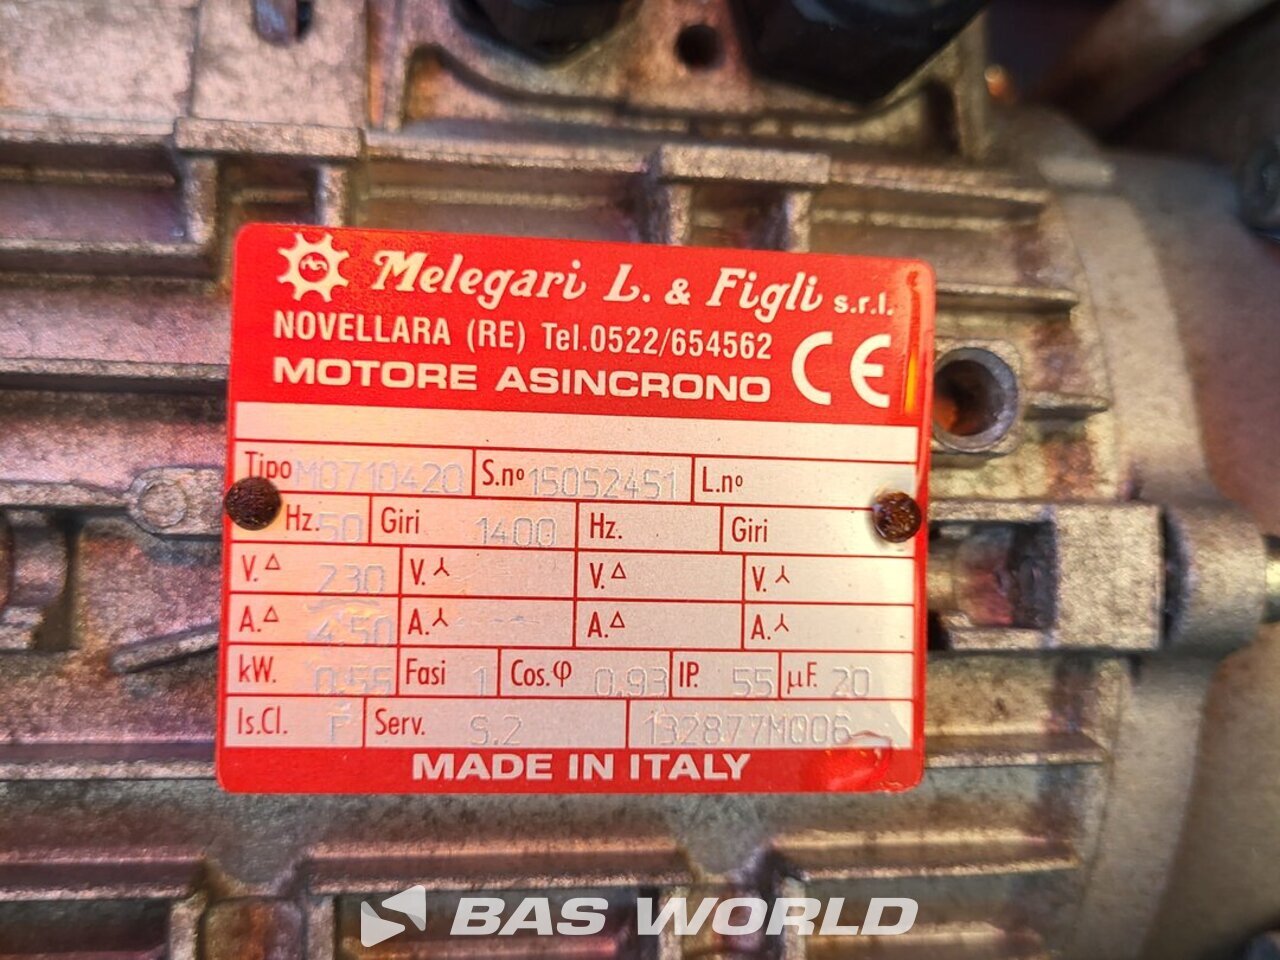 Melegari L. & Figli s.r.l.
NOVELLARA (RE) Tel.0522/654562
MOTORE ASINCRONO CE
Tipo M0710420 S.nº 15052451 L.nº
Hz. 50 Giri 1400 Hz. Giri
V.Δ 230 V.⅄ --- V.Δ V.⅄
A.Δ 4.50 A.⅄ --- A.Δ A.⅄
kW. 0.55 Fasi 1 Cos.φ 0.93 IP. 55 µF. 20
Is.Cl. F Serv. S.2 132877M006
MADE IN ITALY
BAS WORLD